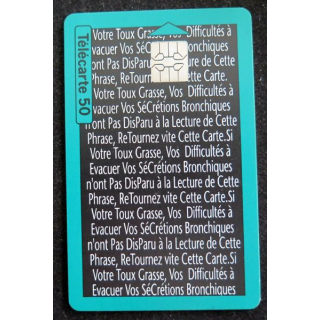 Télécarte 50
Votre Toux Grasse, Vos Difficultés à
Evacuer Vos SéCrétions Bronchiques
n'ont Pas DisParu à la Lecture de Cette
Phrase, ReTournez vite Cette Carte.
Votre Toux Grasse, Vos Difficultés à
Evacuer Vos SéCrétions Bronchiques
n'ont Pas DisParu à la Lecture de Cette
Phrase, ReTournez vite Cette Carte.Si
Votre Toux Grasse, Vos Difficultés à
Evacuer Vos SéCrétions Bronchiques
n'ont Pas DisParu à la Lecture de Cette
Phrase, ReTournez vite Cette Carte.Si
Votre Toux Grasse, Vos Difficultés à
Evacuer Vos SéCrétions Bronchiques
n'ont Pas DisParu à la Lecture de Cette
Phrase, ReTournez vite Cette Carte.Si
Votre Toux Grasse, Vos Difficultés à
Evacuer Vos SéCrétions Bronchiques